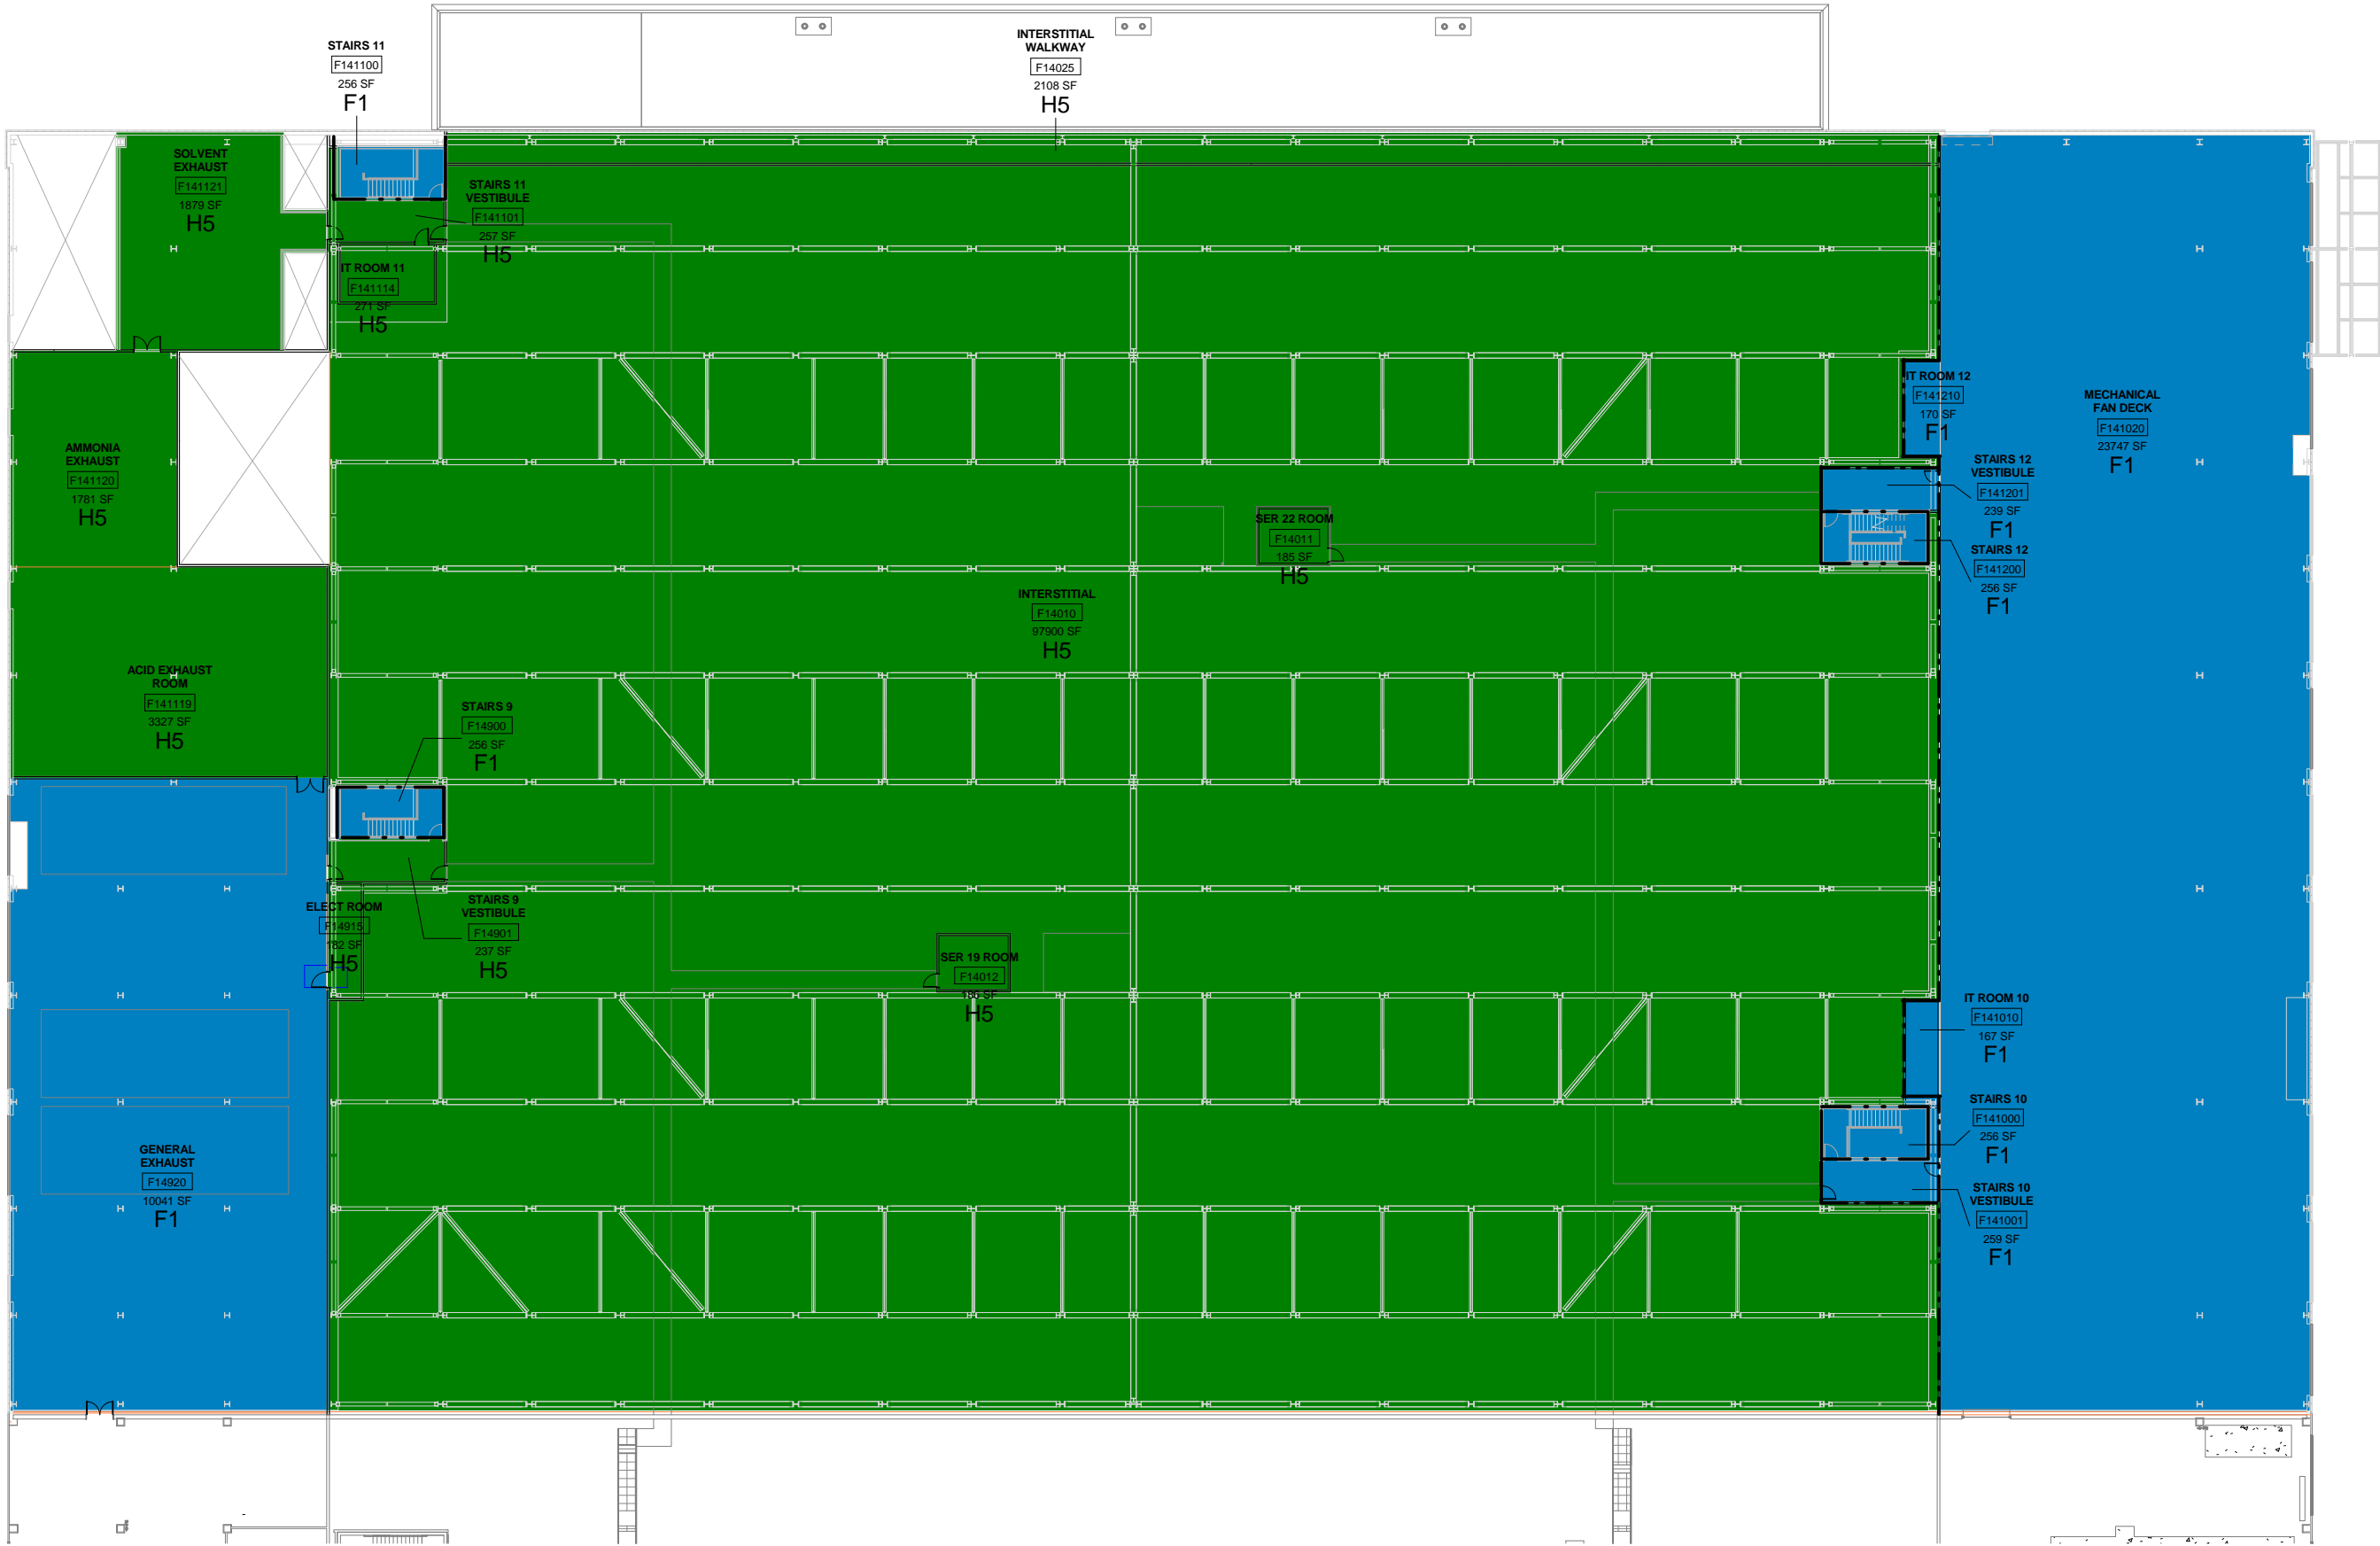 STAIRS 11
F141100
256 SF
F1
INTERSTITIAL
WALKWAY
F14025
2108 SF
H5
SOLVENT
EXHAUST
F141121
1879 SF
H5
STAIRS 11
VESTIBULE
F141101
257 SF
H5
IT ROOM 11
F141114
271 SF
H5
IT ROOM 12
F141210
170 SF
F1
MECHANICAL
FAN DECK
F141020
23747 SF
F1
AMMONIA
EXHAUST
F141120
1781 SF
H5
STAIRS 12
VESTIBULE
F141201
239 SF
F1
SER 22 ROOM
F14011
185 SF
H5
STAIRS 12
F141200
256 SF
F1
INTERSTITIAL
F14010
97900 SF
H5
ACID EXHAUST
ROOM
F141119
3327 SF
H5
STAIRS 9
F14900
256 SF
F1
ELECT ROOM
F14915
182 SF
H5
STAIRS 9
VESTIBULE
F14901
237 SF
H5
SER 19 ROOM
F14012
186 SF
H5
IT ROOM 10
F141010
167 SF
F1
STAIRS 10
F141000
256 SF
F1
GENERAL
EXHAUST
F14920
10041 SF
F1
STAIRS 10
VESTIBULE
F141001
259 SF
F1